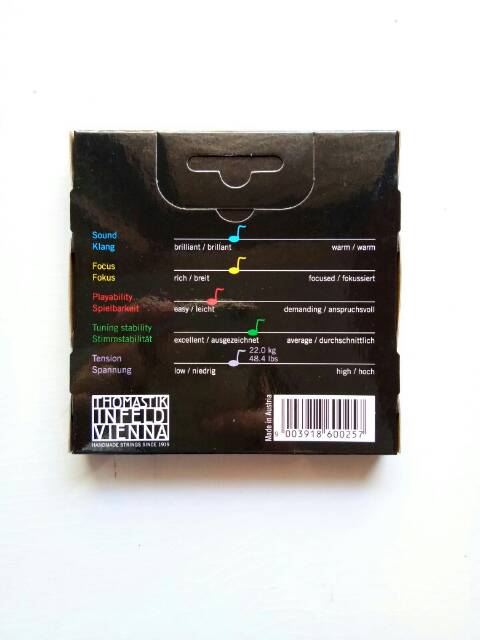 Sound
Klang
brilliant / brillant warm / warm
Focus
Fokus
rich / breit focused / fokussiert
Playability
Spielbarkeit
easy / leicht demanding / anspruchsvoll
Tuning stability
Stimmstabilität
excellent / ausgezeichnet average / durchschnittlich
Tension
Spannung
22.0 kg
48.4 lbs
low / niedrig high / hoch
THOMASTIK
INFELD
VIENNA
HANDMADE STRINGS SINCE 1919
Made in Austria
9 003918 600257